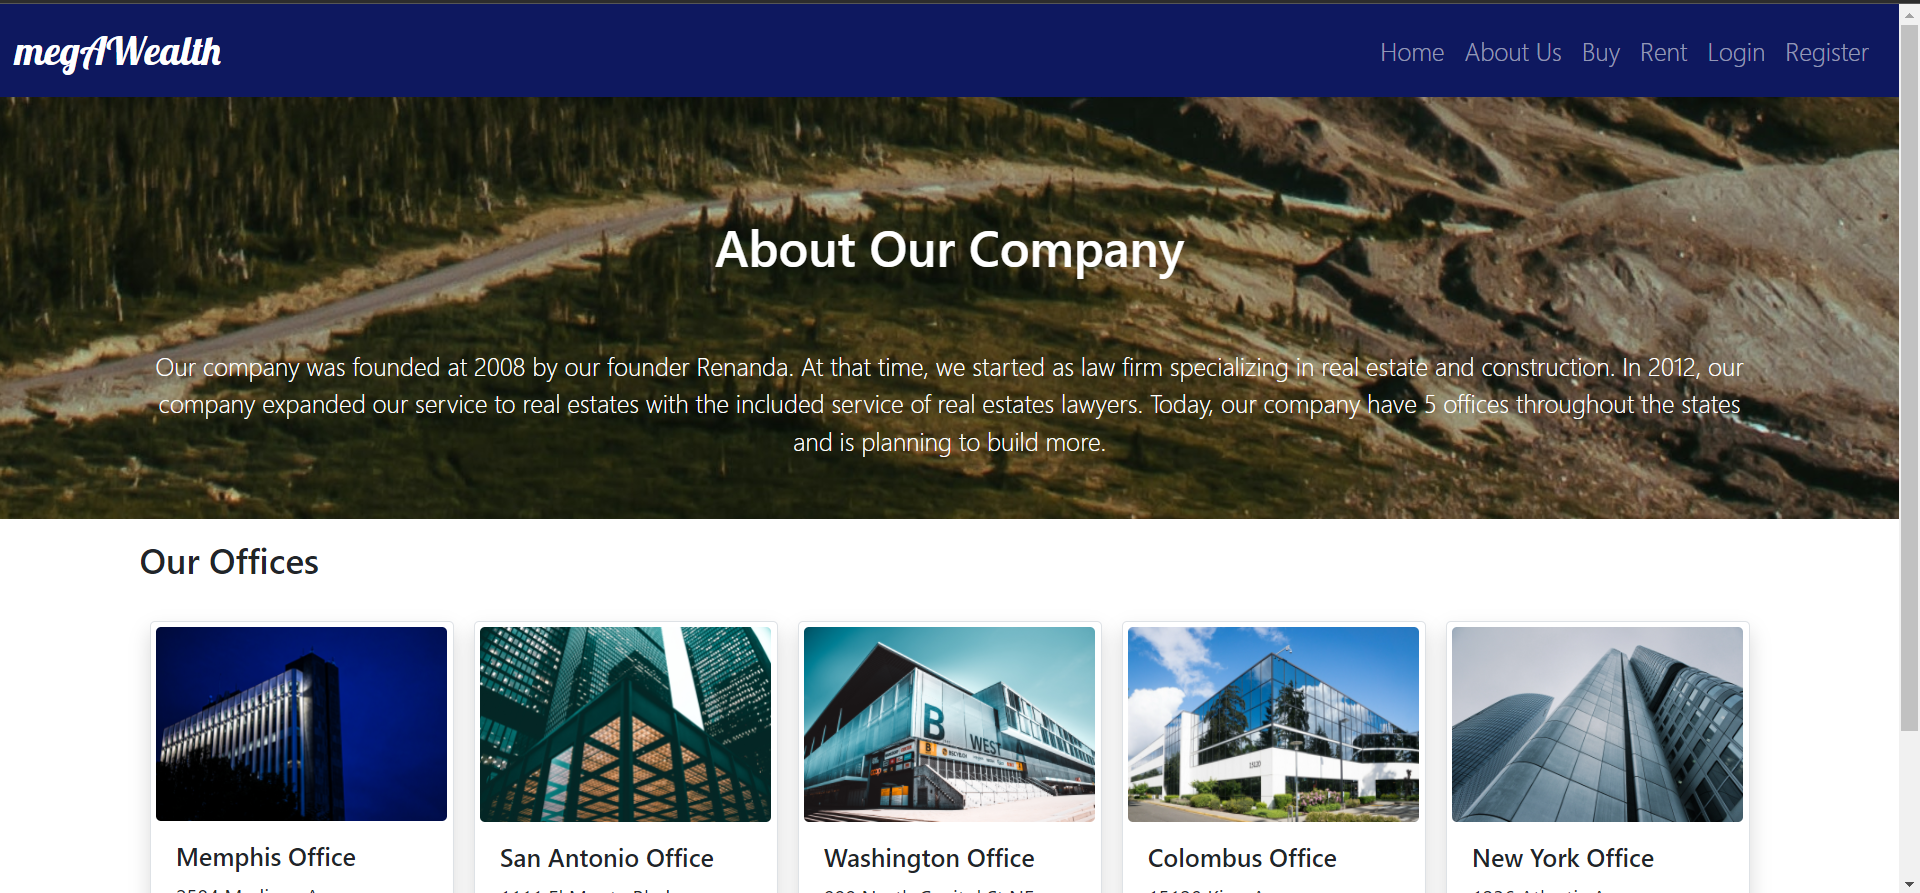 megAWealth
Home About Us Buy Rent Login Register
About Our Company
Our company was founded at 2008 by our founder Renanda. At that time, we started as law firm specializing in real estate and construction. In 2012, our
company expanded our service to real estates with the included service of real estates lawyers. Today, our company have 5 offices throughout the states
and is planning to build more.
Our Offices
B
WEST
B
15120
Memphis Office
San Antonio Office
Washington Office
Colombus Office
New York Office